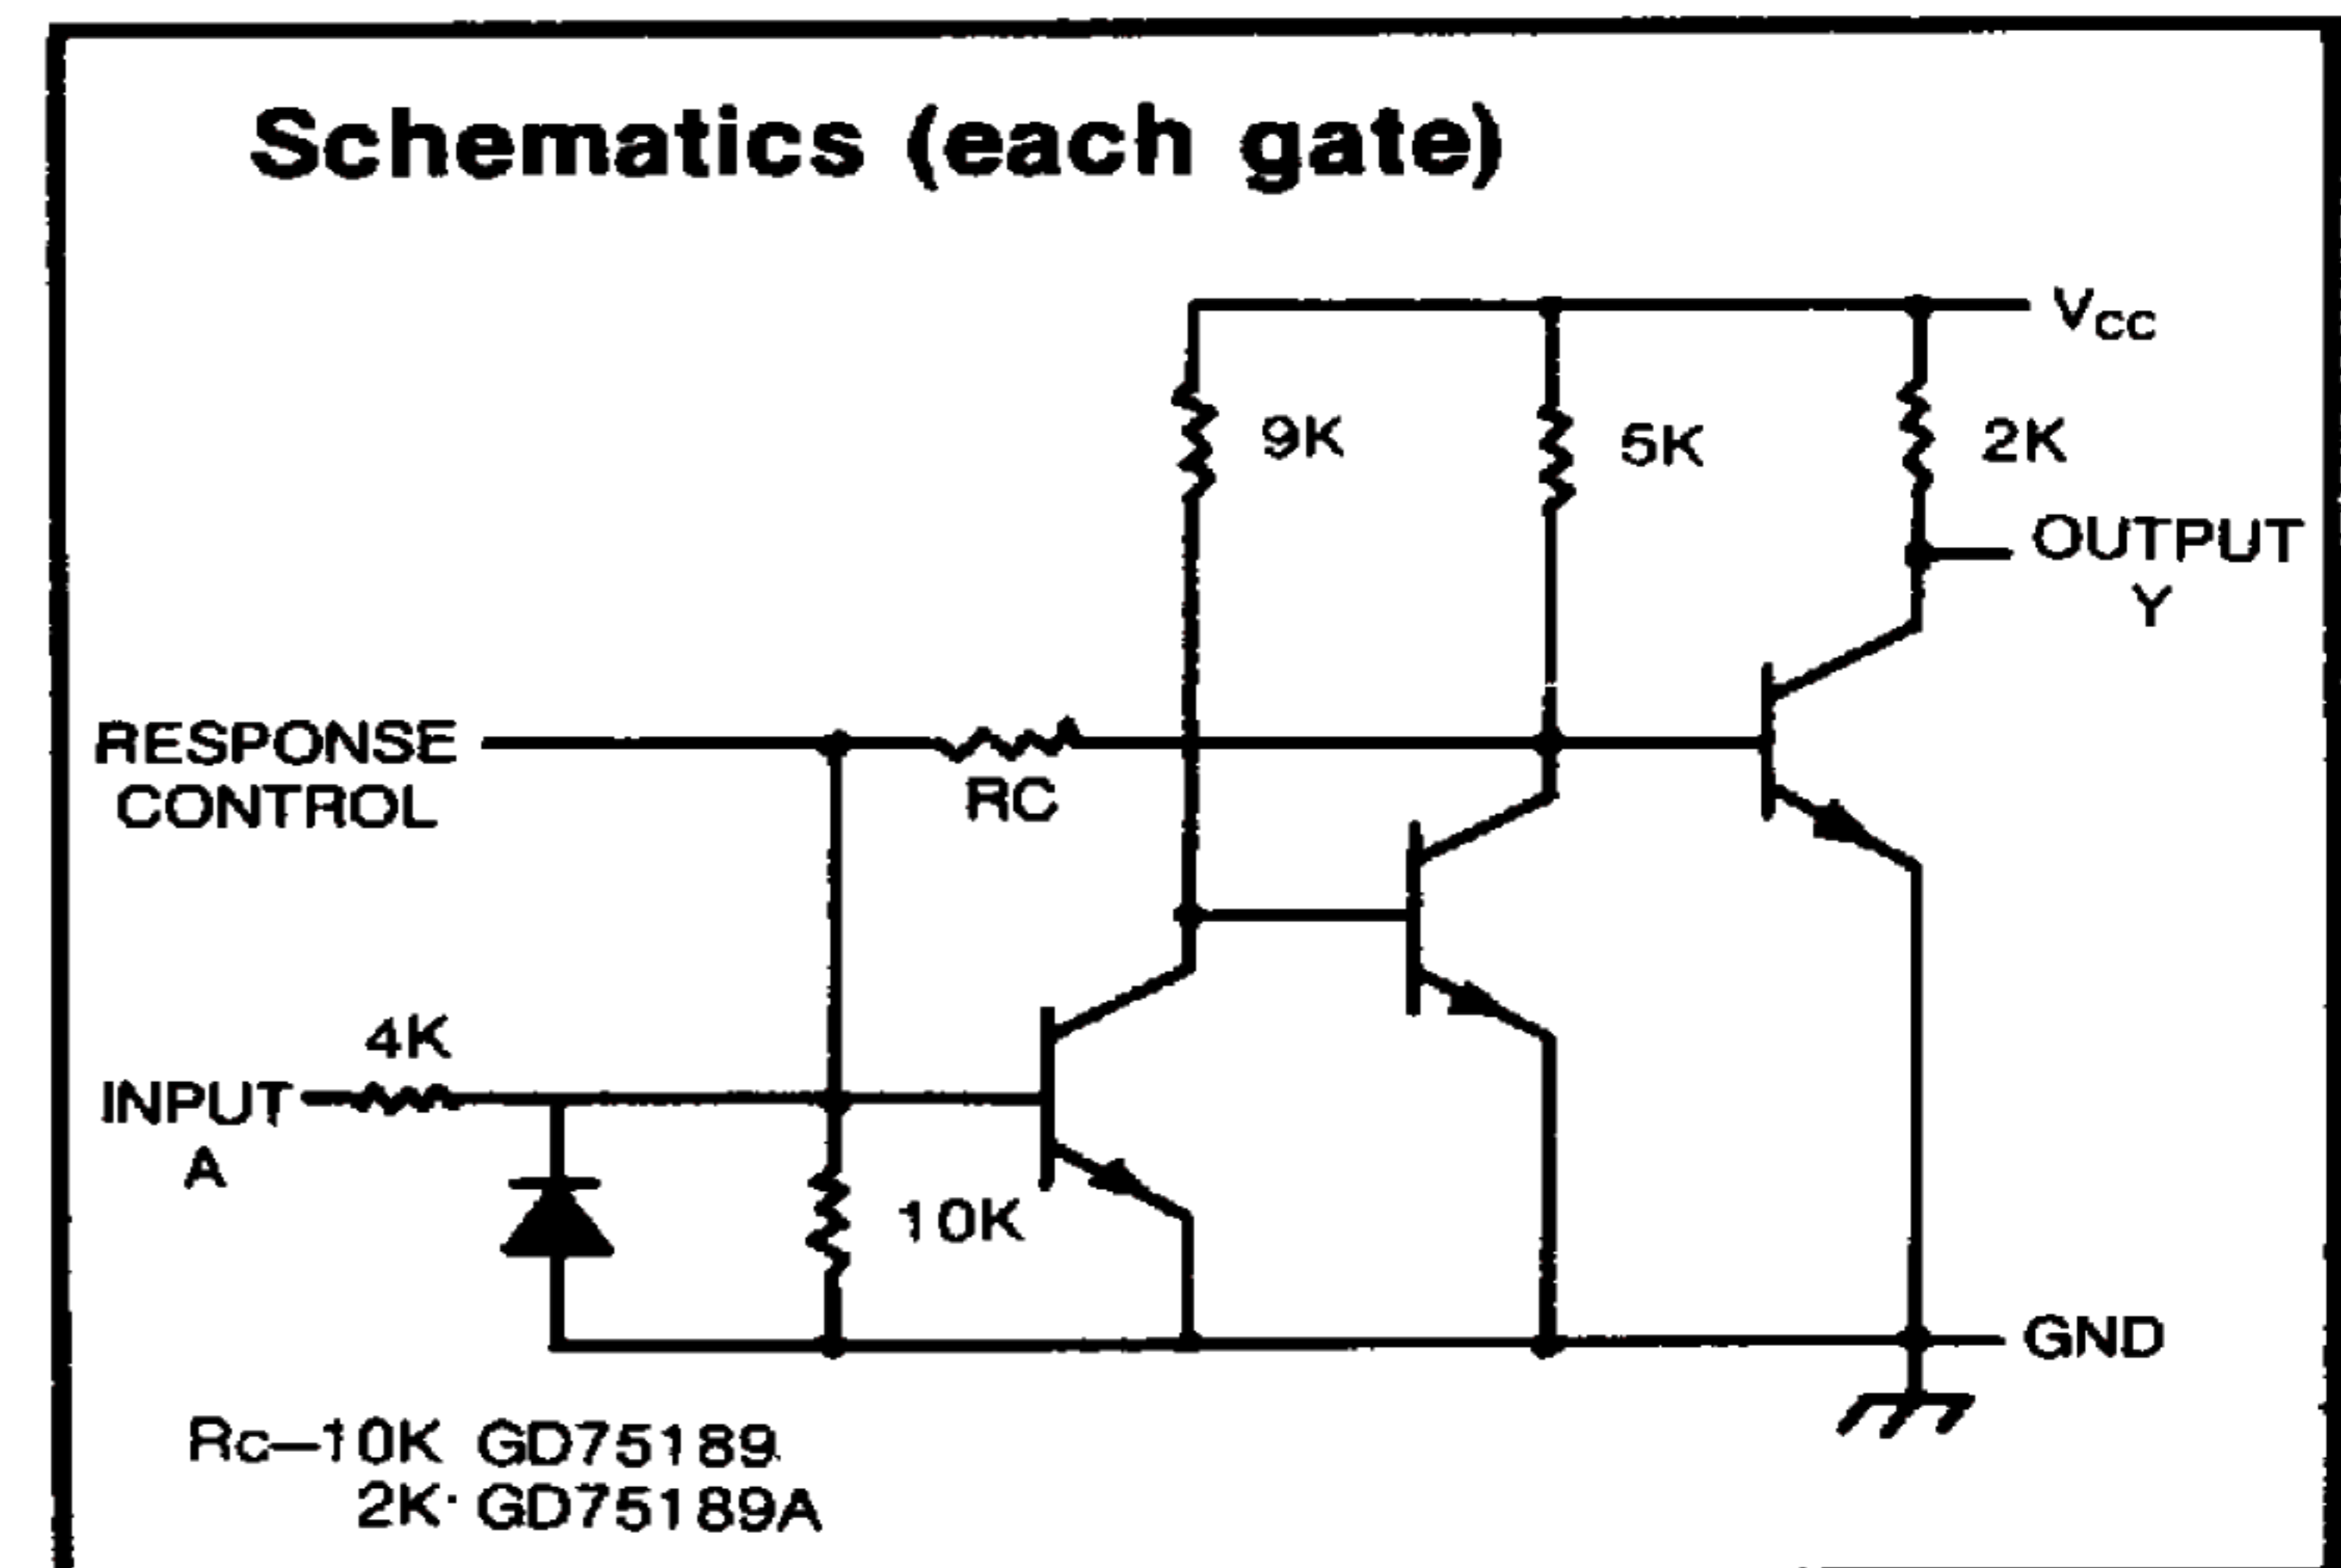 Schematics (each gate)
VCC
9K
5K
2K
OUTPUT
Y
RESPONSE
CONTROL
RC
4K
INPUT
A
10K
GND
Rc—10K GD75189
2K· GD75189A